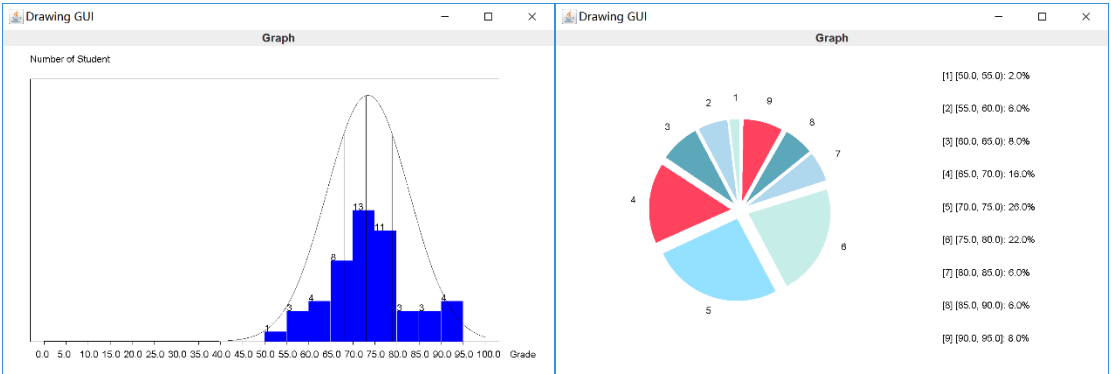 Drawing GUI
Graph
Number of Student
13
11
8
4
4
3
3
3
1
0.0 5.0 10.0 15.0 20.0 25.0 30.0 35.0 40.0 45.0 50.0 55.0 60.0 65.0 70.0 75.0 80.0 85.0 90.0 95.0 100.0 Grade
Drawing GUI
Graph
1
2
9
3
8
7
4
6
5
[1] [50.0, 55.0): 2.0%
[2] [55.0, 60.0): 6.0%
[3] [60.0, 65.0): 8.0%
[4] [65.0, 70.0): 16.0%
[5] [70.0, 75.0): 26.0%
[6] [75.0, 80.0): 22.0%
[7] [80.0, 85.0): 6.0%
[8] [85.0, 90.0): 6.0%
[9] [90.0, 95.0]: 8.0%